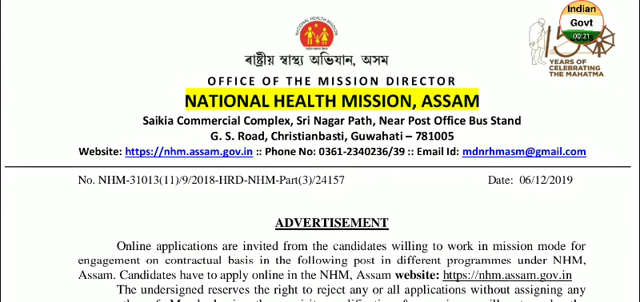 NATIONAL HEALTH MISSION
Indian
Govt
00:21
150
YEARS OF
CELEBRATING
THE MAHATMA
ৰাষ্ট্ৰীয় স্বাস্থ্য অভিযান, অসম
OFFICE OF THE MISSION DIRECTOR
NATIONAL HEALTH MISSION, ASSAM
Saikia Commercial Complex, Sri Nagar Path, Near Post Office Bus Stand
G. S. Road, Christianbasti, Guwahati – 781005
Website: https://nhm.assam.gov.in :: Phone No: 0361-2340236/39 :: Email Id: mdnrhmasm@gmail.com
No. NHM-31013(11)/9/2018-HRD-NHM-Part(3)/24157 Date: 06/12/2019
ADVERTISEMENT
Online applications are invited from the candidates willing to work in mission mode for
engagement on contractual basis in the following post in different programmes under NHM,
Assam. Candidates have to apply online in the NHM, Assam website: https://nhm.assam.gov.in
The undersigned reserves the right to reject any or all applications without assigning any